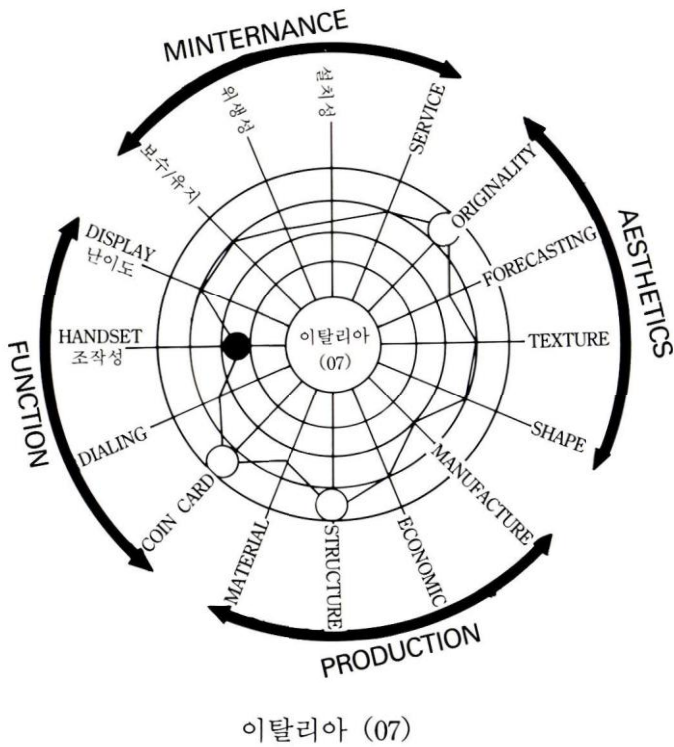 MINTERNANCE
보수/유지
위생성
설치성
SERVICE
ORIGINALITY
FORECASTING
TEXTURE
SHAPE
AESTHETICS
MANUFACTURE
ECONOMIC
STRUCTURE
MATERIAL
PRODUCTION
COIN CARD
DIALING
HANDSET
조작성
DISPLAY
난이도
FUNCTION
이탈리아
(07)
이탈리아 (07)